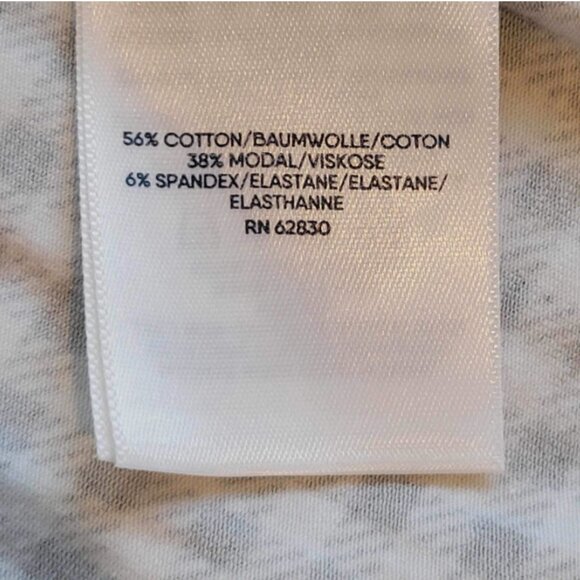 56% COTTON/BAUMWOLLE/COTON
38% MODAL/VISKOSE
6% SPANDEX/ELASTANE/ELASTANE/
ELASTHANNE
RN 62830